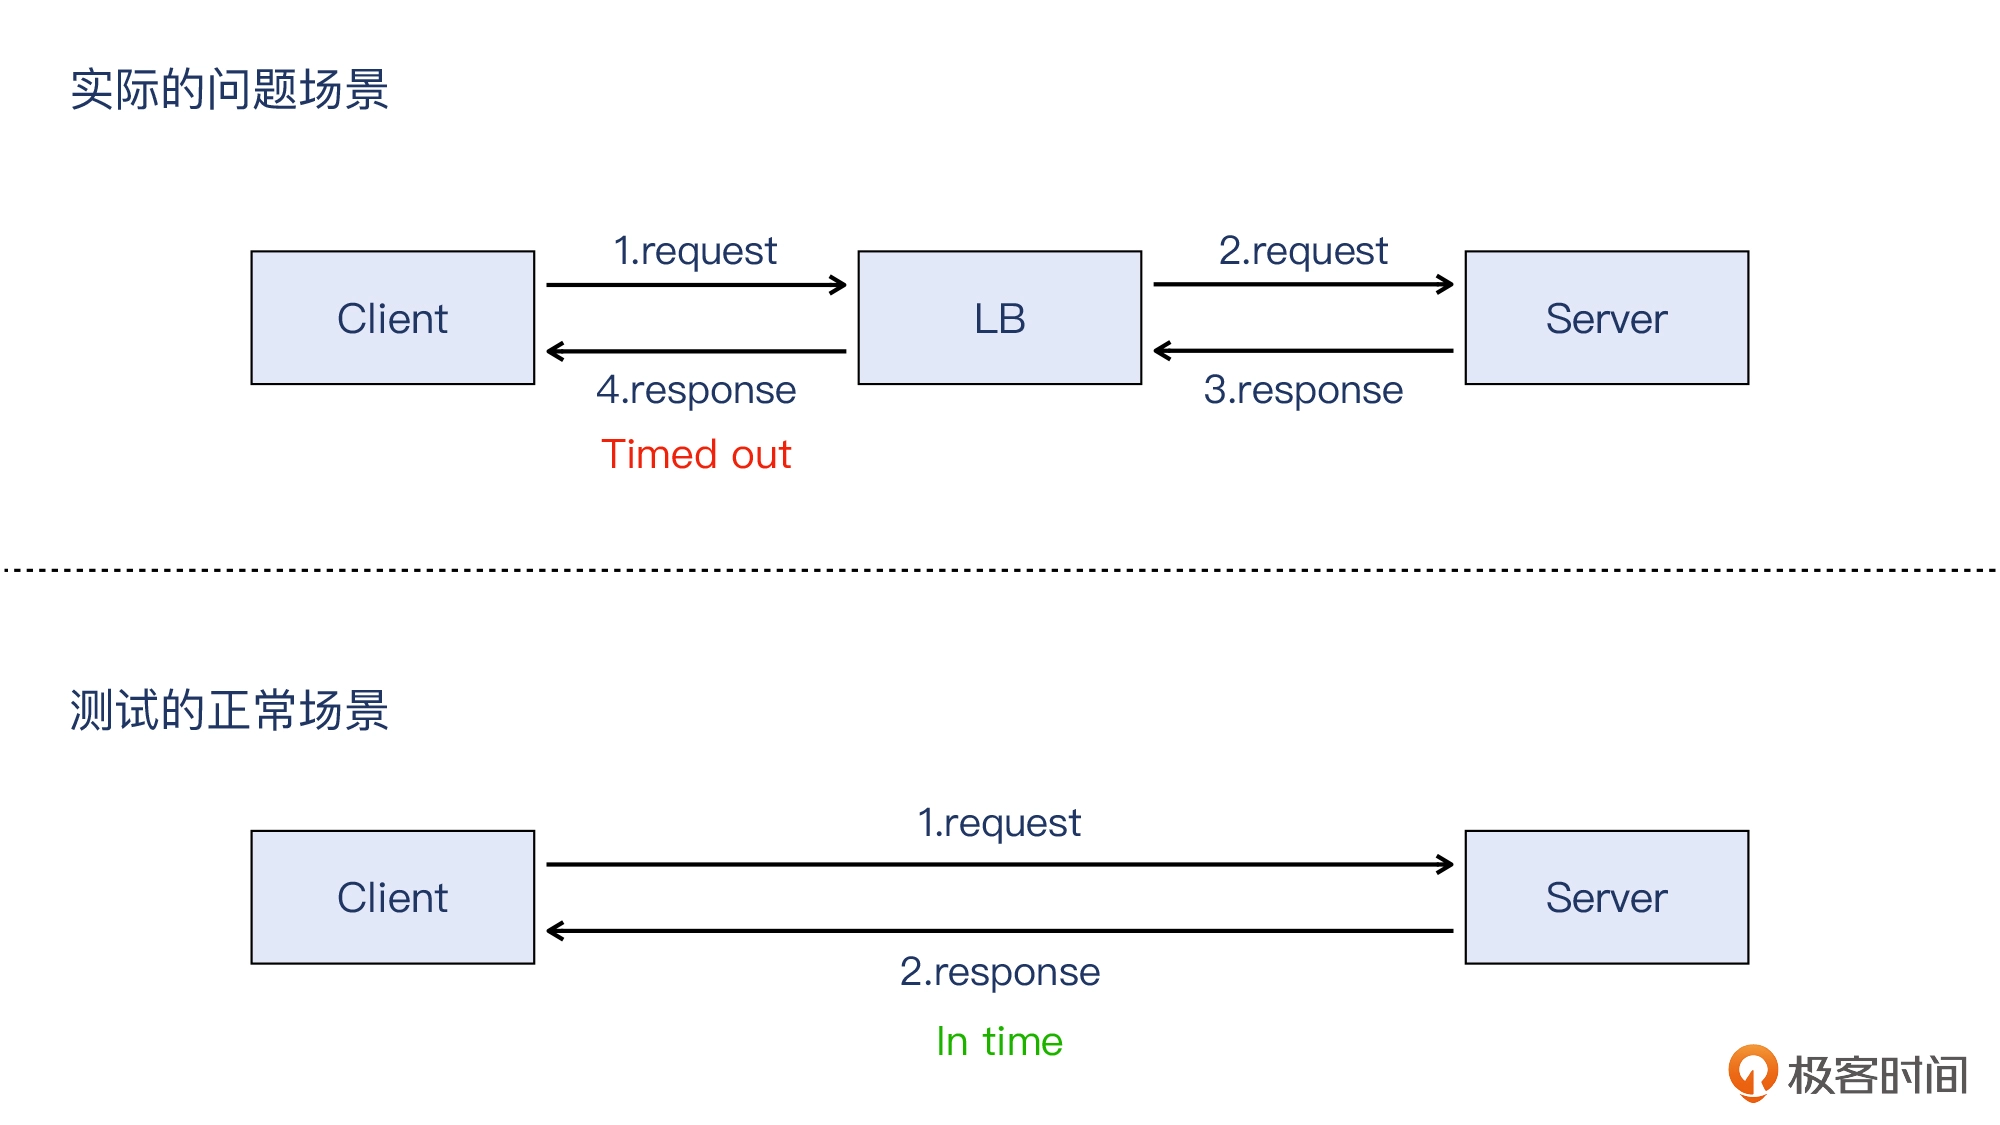 实际的问题场景
1.request
2.request
Client
LB
Server
4.response
3.response
Timed out
测试的正常场景
1.request
Client
Server
2.response
In time
极客时间